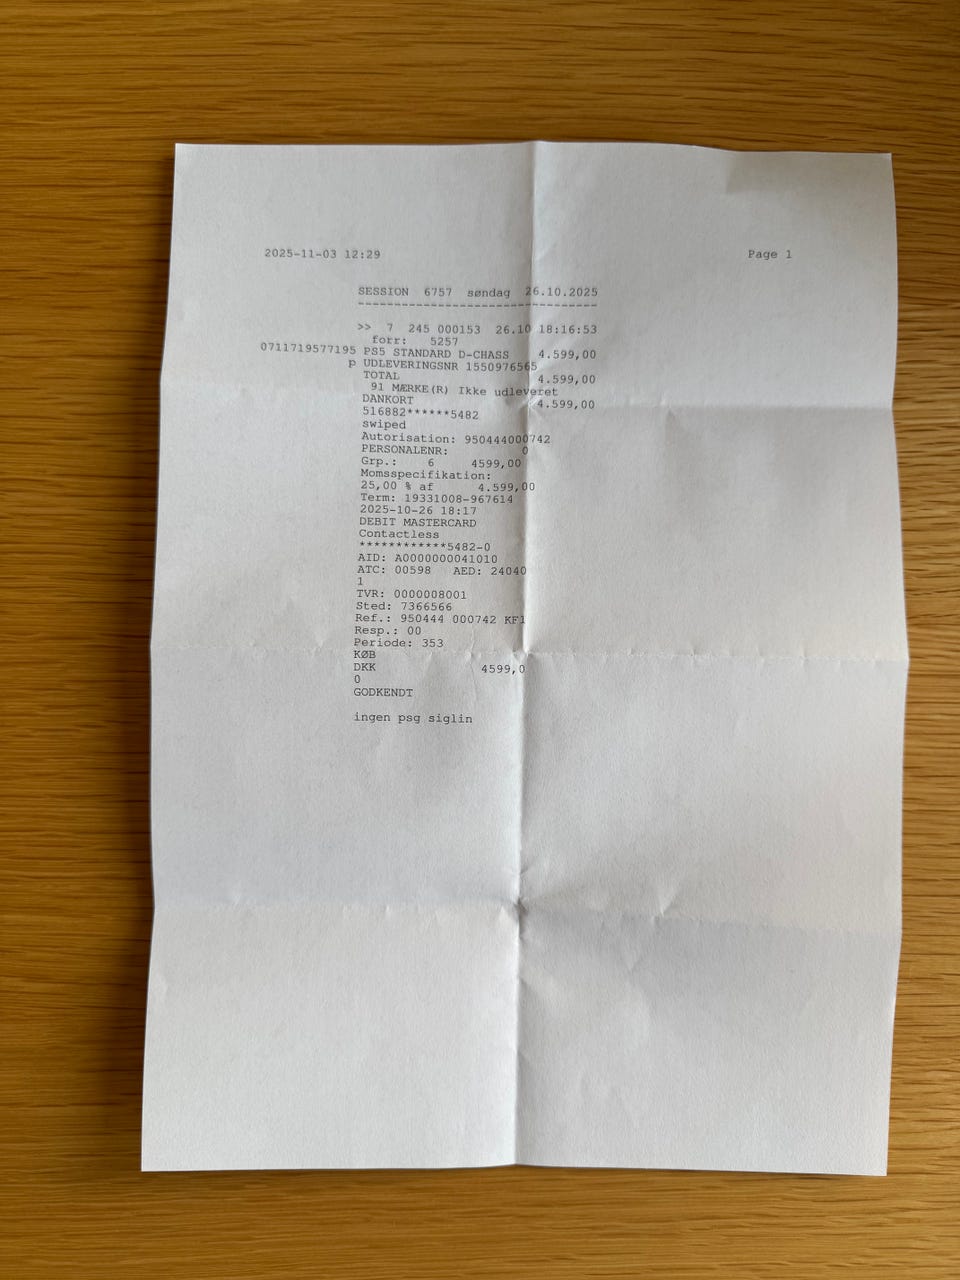 2025-11-03 12:29 Page 1
SESSION 6757 søndag 26.10.2025
---------------------------------
>> 7 245 000153 26.10 18:16:53
forr: 5257
0711719577195 PS5 STANDARD D-CHASS 4.599,00
p UDLEVERINGSNR 1550976565
TOTAL 4.599,00
91 MÆRKE(R) Ikke udleveret
DANKORT 4.599,00
516882******5482
swiped
Autorisation: 950444000742
PERSONALENR: 0
Grp.: 6 4599,00
Momsspecifikation:
25,00 % af 4.599,00
Term: 19331008-967614
2025-10-26 18:17
DEBIT MASTERCARD
Contactless
************5482-0
AID: A0000000041010
ATC: 00598 AED: 24040
1
TVR: 0000008001
Sted: 7366566
Ref.: 950444 000742 KF1
Resp.: 00
Periode: 353
KØB
DKK 4599,0
0
GODKENDT
ingen psg siglin